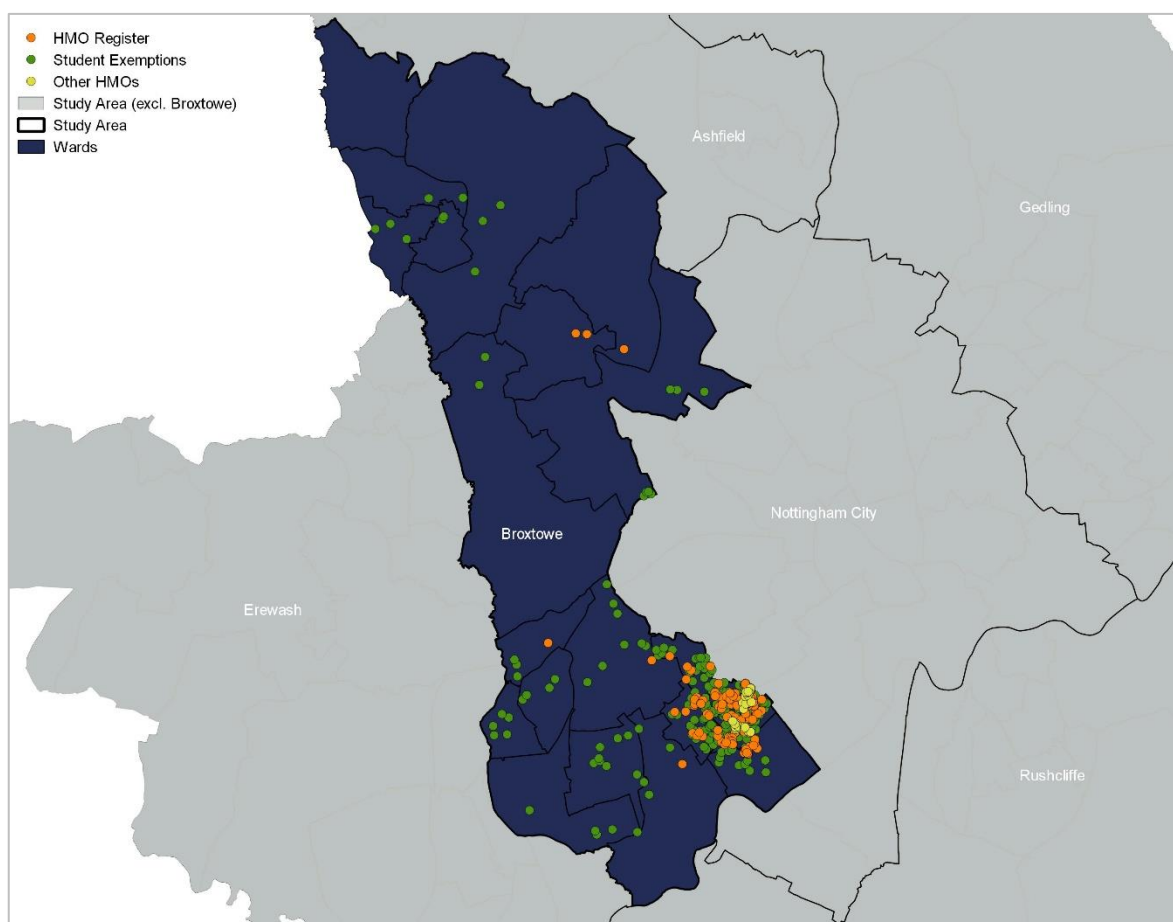 HMO Register
Student Exemptions
Other HMOs
Study Area (excl. Broxtowe)
Study Area
Wards
Ashfield
Gedling
Nottingham City
Broxtowe
Erewash
Rushcliffe